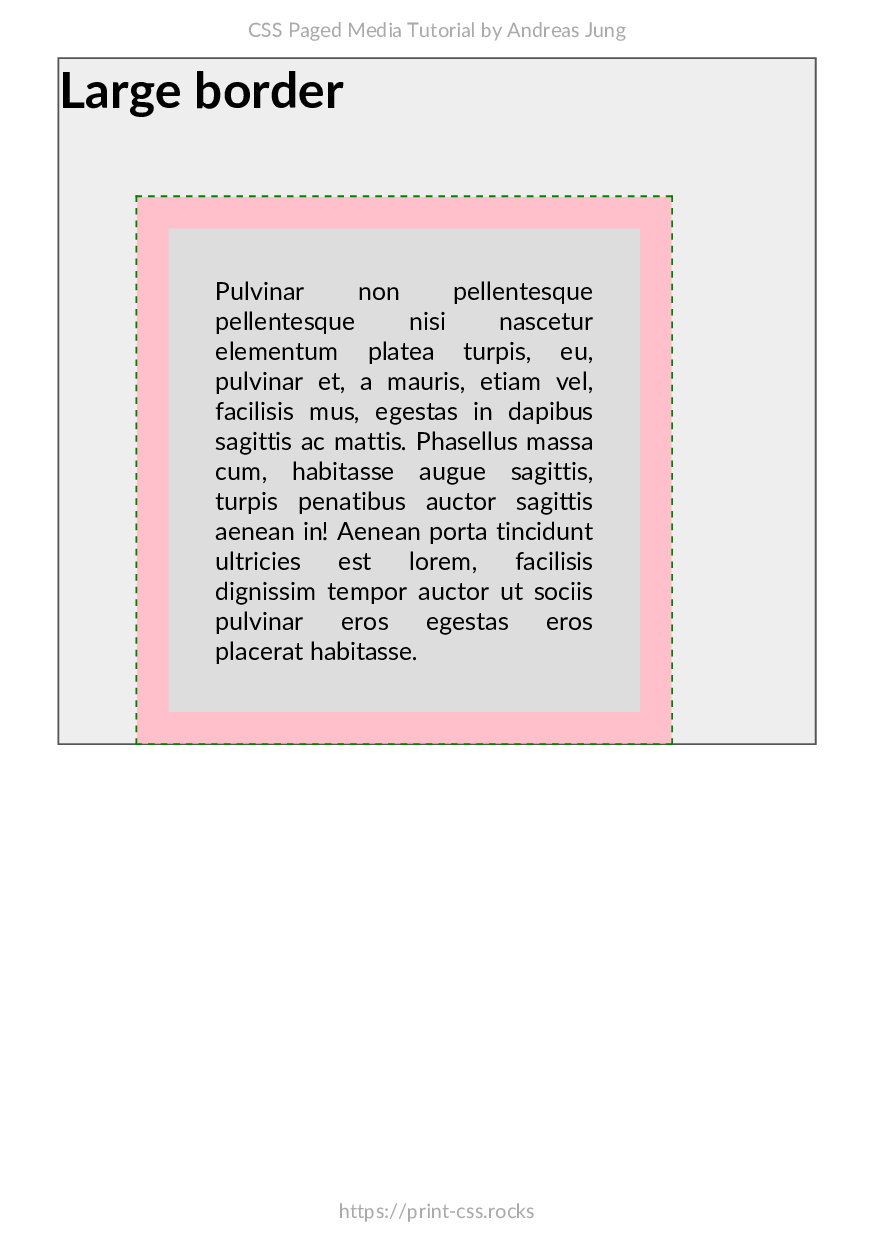 CSS Paged Media Tutorial by Andreas Jung
Large border
Pulvinar non pellentesque
pellentesque nisi nascetur
elementum platea turpis, eu,
pulvinar et, a mauris, etiam vel,
facilisis mus, egestas in dapibus
sagittis ac mattis. Phasellus massa
cum, habitasse augue sagittis,
turpis penatibus auctor sagittis
aenean in! Aenean porta tincidunt
ultricies est lorem, facilisis
dignissim tempor auctor ut sociis
pulvinar eros egestas eros
placerat habitasse.
https://print-css.rocks